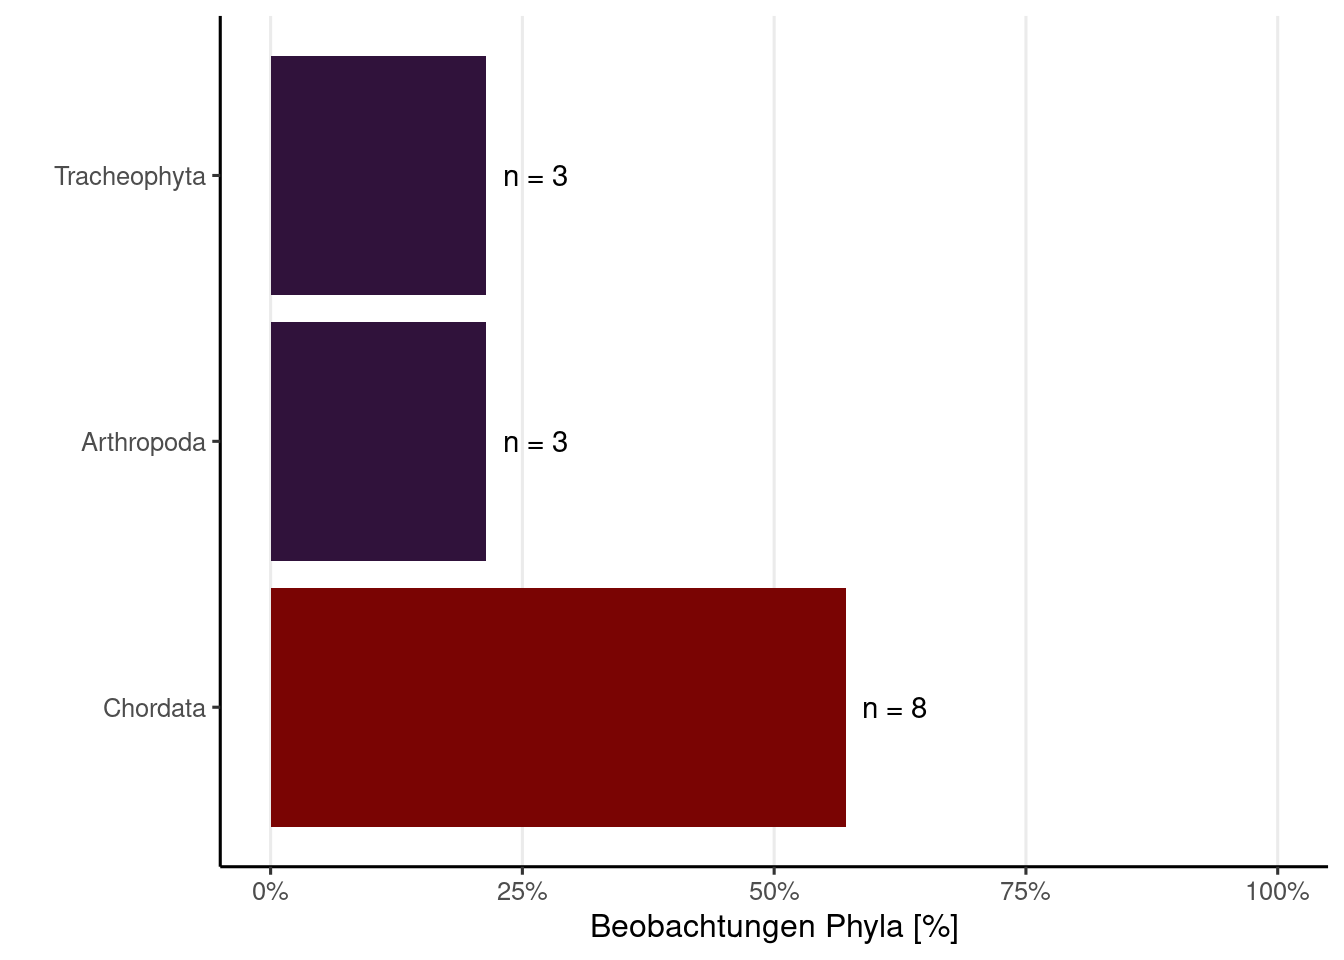 Tracheophyta
n = 3
Arthropoda
n = 3
Chordata
n = 8
0% 25% 50% 75% 100%
Beobachtungen Phyla [%]